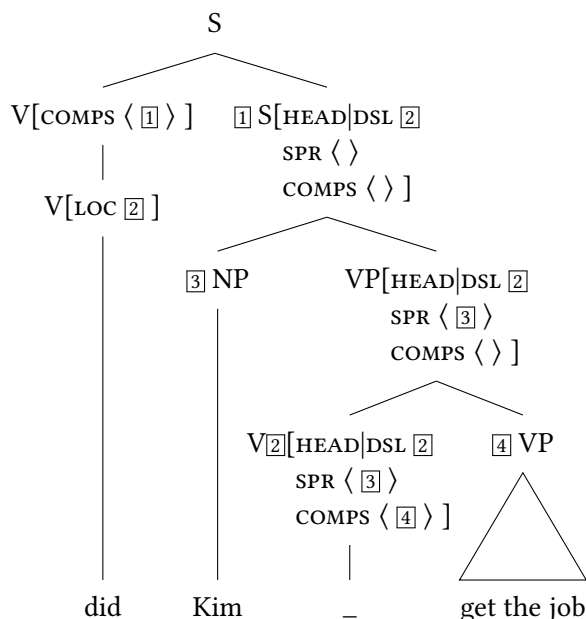 S
V[COMPS ⟨ 1 ⟩ ] 1 S[HEAD|DSL 2
SPR ⟨ ⟩
COMPS ⟨ ⟩ ]
V[LOC 2 ]
3 NP VP[HEAD|DSL 2
SPR ⟨ 3 ⟩
COMPS ⟨ ⟩ ]
V2[HEAD|DSL 2 4 VP
SPR ⟨ 3 ⟩
COMPS ⟨ 4 ⟩ ]
did Kim _ get the job